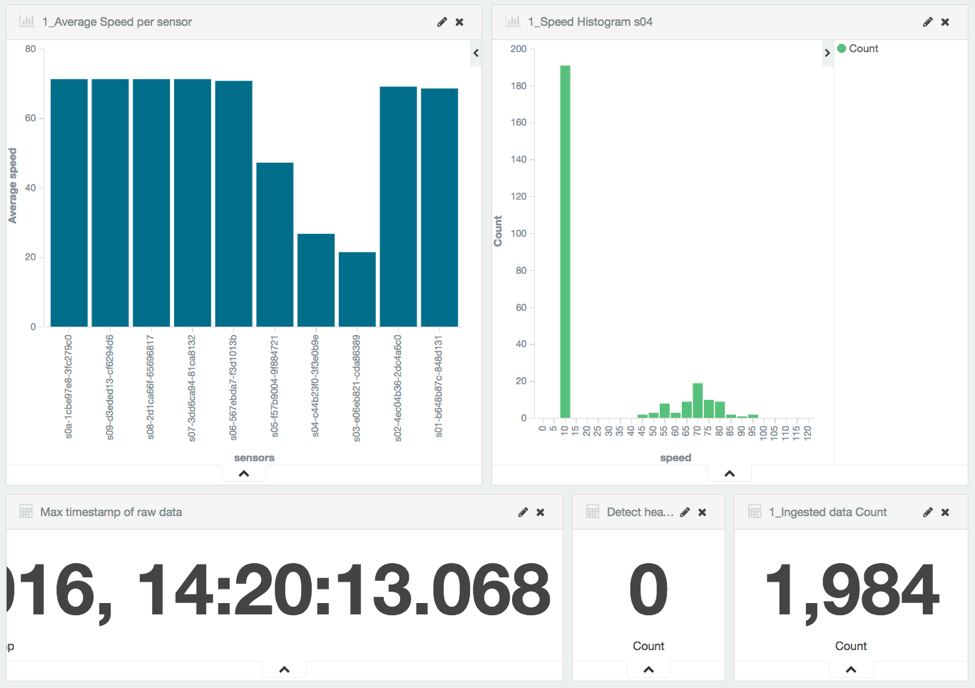 1_Average Speed per sensor
80
60
40
20
0
Average speed
s0a-1cbe97e8-3fc279c0
s09-d3eded13-cf6294d6
s08-2d1ca66f-65696817
s07-3dd6ca94-81ca8132
s06-567ebda7-f3d1013b
s05-f57b9004-9f884721
s04-c44b23f0-3f3e0b9e
s03-e06eb821-cda86389
s02-4ec04b36-2dc4a6c0
s01-b648b87c-848d131
sensors
1_Speed Histogram s04
Count
200
180
160
140
120
100
80
60
40
20
0
Count
0 5 10 15 20 25 30 35 40 45 50 55 60 65 70 75 80 85 90 95 100 105 110 115 120
speed
Max timestamp of raw data
016, 14:20:13.068
np
Detect hea...
0
Count
1_Ingested data Count
1,984
Count